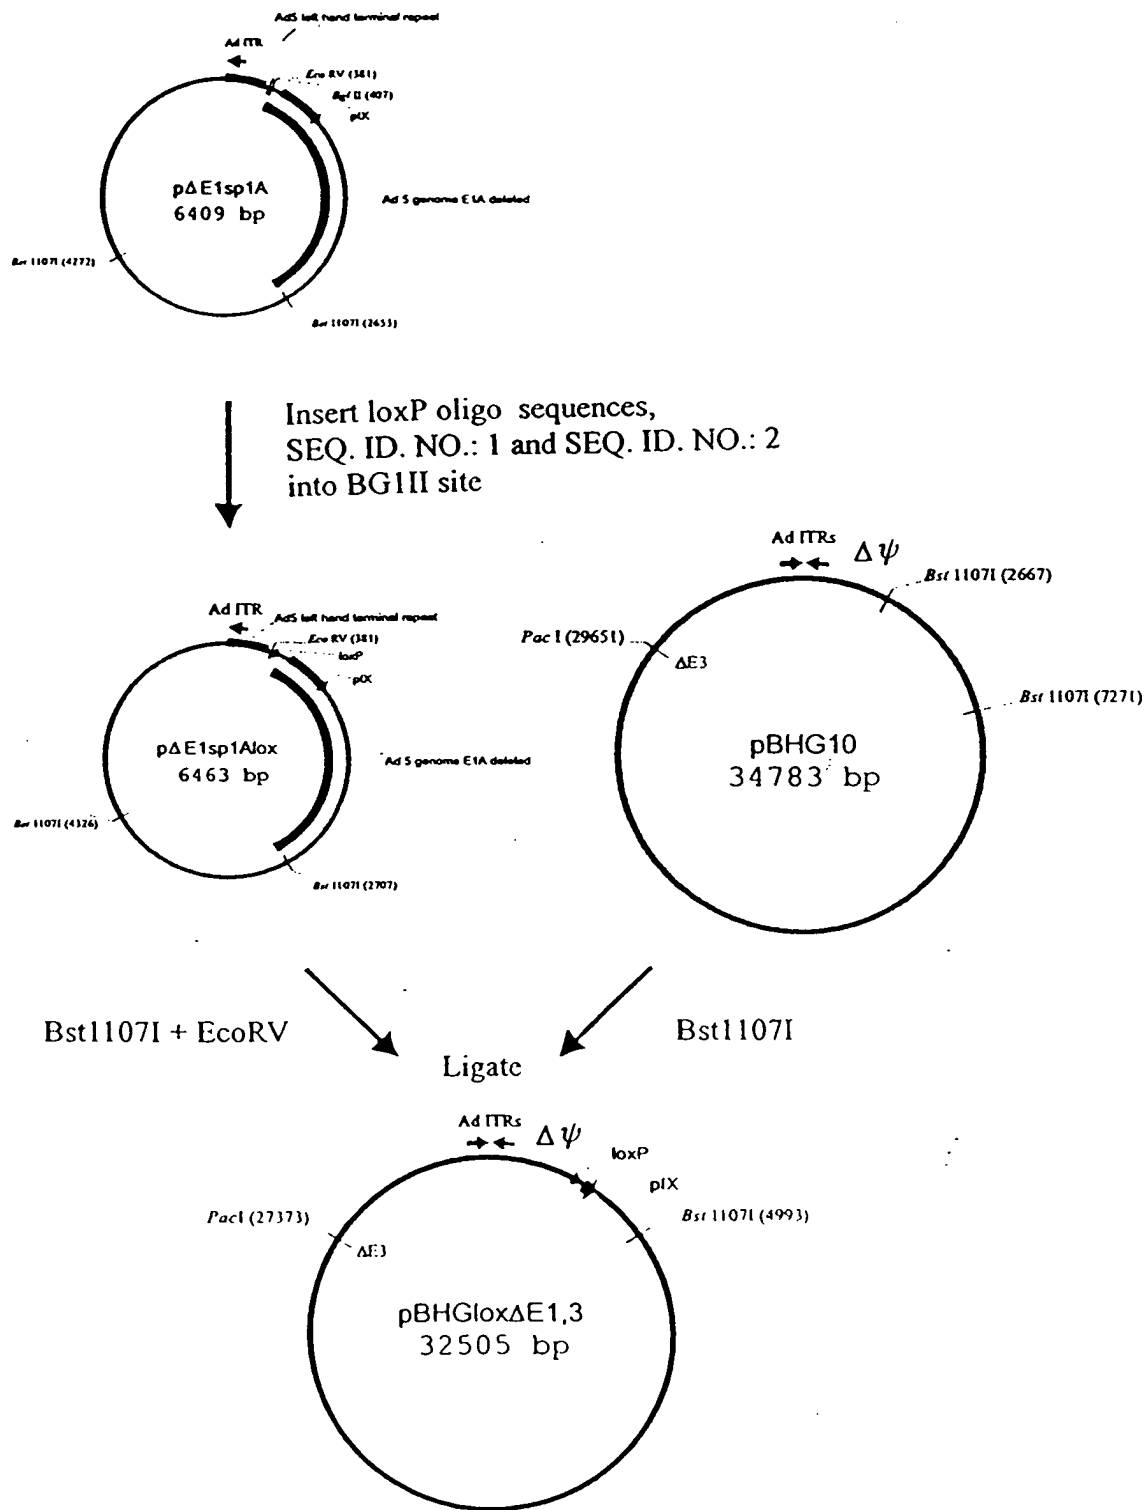 Ad5 left hand terminal repeat
Ad ITR
Eco RV (381)
Bgl II (407)
pIX
pΔE1sp1A
6409 bp
Ad 5 genome E1A deleted
Bst 1107I (4272)
Bst 1107I (2653)
Insert loxP oligo sequences,
SEQ. ID. NO.: 1 and SEQ. ID. NO.: 2
into BG1II site
Ad ITR
Ad5 left hand terminal repeat
Eco RV (381)
loxP
pIX
pΔE1sp1Alox
6463 bp
Ad 5 genome E1A deleted
Bst 1107I (4326)
Bst 1107I (2707)
Ad ITRs
Δψ
Bst 1107I (2667)
Pac I (29651)
ΔE3
Bst 1107I (7271)
pBHG10
34783 bp
Bst1107I + EcoRV
Bst1107I
Ligate
Ad ITRs
Δψ
loxP
pIX
PacI (27373)
Bst 1107I (4993)
ΔE3
pBHGloxΔE1,3
32505 bp